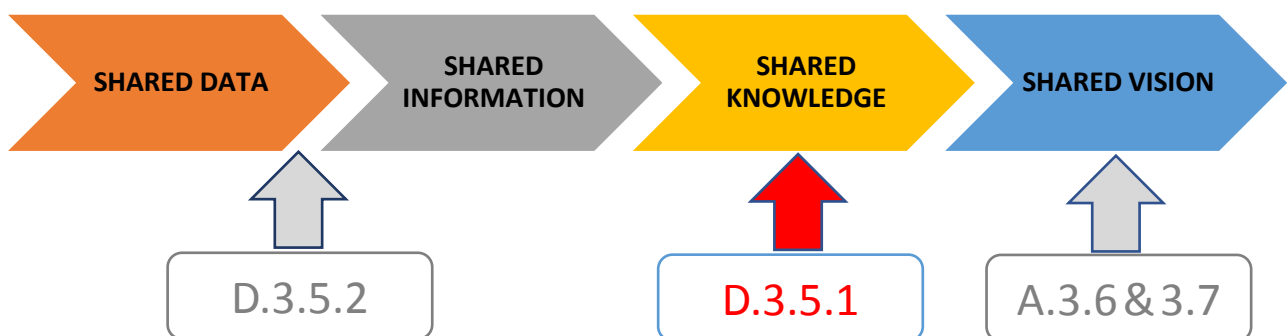 SHARED DATA
SHARED
INFORMATION
SHARED
KNOWLEDGE
SHARED VISION
D.3.5.2
D.3.5.1
A.3.6 & 3.7